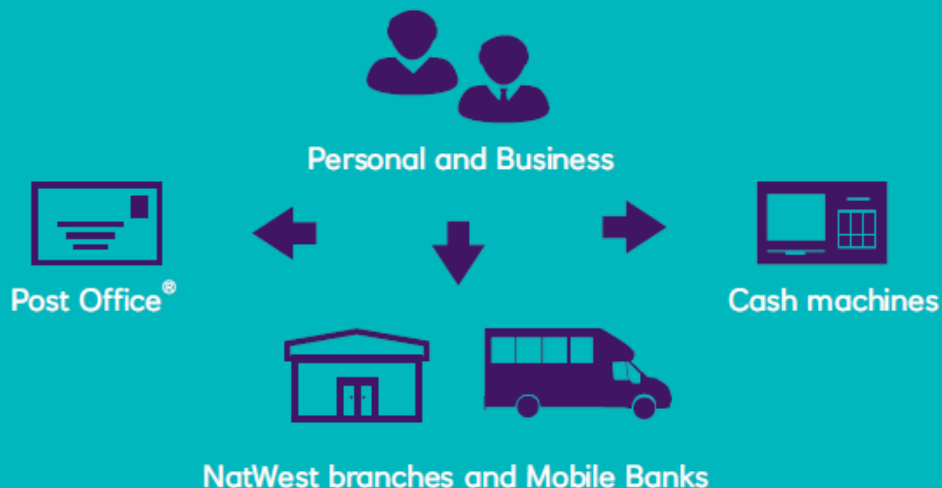 Personal and Business
Post Office®
Cash machines
NatWest branches and Mobile Banks